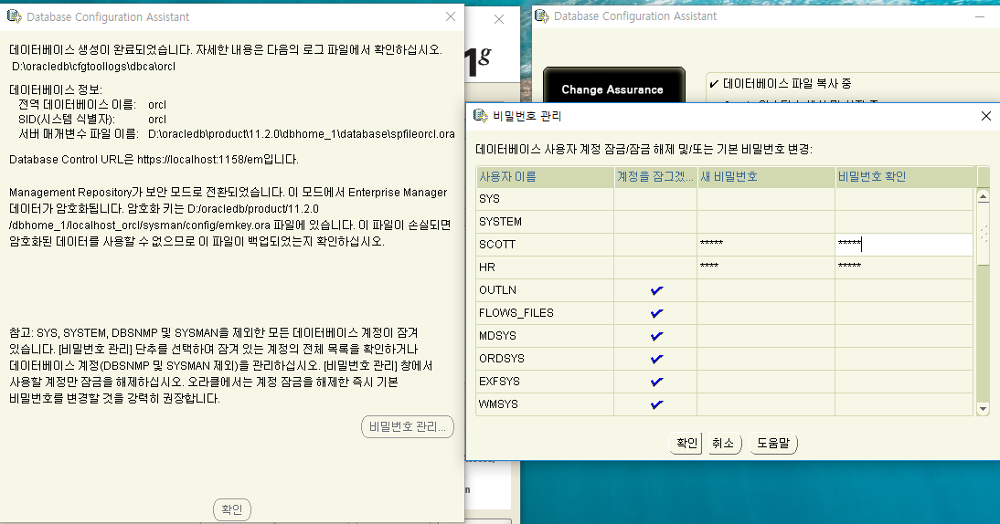 Database Configuration Assistant
데이터베이스 생성이 완료되었습니다. 자세한 내용은 다음의 로그 파일에서 확인하십시오.
D:\oracledb\cfgtoollogs\dbca\orcl
데이터베이스 정보:
전역 데이터베이스 이름: orcl
SID(시스템 식별자): orcl
서버 매개변수 파일 이름: D:\oracledb\product\11.2.0\dbhome_1\database\spfileorcl.ora
Database Control URL은 https://localhost:1158/em입니다.
Management Repository가 보안 모드로 전환되었습니다. 이 모드에서 Enterprise Manager
데이터가 암호화됩니다. 암호화 키는 D:/oracledb/product/11.2.0
/dbhome_1/localhost_orcl/sysman/config/emkey.ora 파일에 있습니다. 이 파일이 손실되면
암호화된 데이터를 사용할 수 없으므로 이 파일이 백업되었는지 확인하십시오.
참고: SYS, SYSTEM, DBSNMP 및 SYSMAN을 제외한 모든 데이터베이스 계정이 잠겨
있습니다. [비밀번호 관리] 단추를 선택하여 잠겨 있는 계정의 전체 목록을 확인하거나
데이터베이스 계정(DBSNMP 및 SYSMAN 제외)을 관리하십시오. [비밀번호 관리] 창에서
사용할 계정만 잠금을 해제하십시오. 오라클에서는 계정 잠금을 해제한 즉시 기본
비밀번호를 변경할 것을 강력히 권장합니다.
비밀번호 관리...
확인
1g
Database Configuration Assistant
Change Assurance
✔ 데이터베이스 파일 복사 중
비밀번호 관리
데이터베이스 사용자 계정 잠금/잠금 해제 및/또는 기본 비밀번호 변경:
사용자 이름 계정을 잠그겠... 새 비밀번호 비밀번호 확인
SYS
SYSTEM
SCOTT ***** *****
HR **** *****
OUTLN ✔
FLOWS_FILES ✔
MDSYS ✔
ORDSYS ✔
EXFSYS ✔
WMSYS ✔
확인 취소 도움말